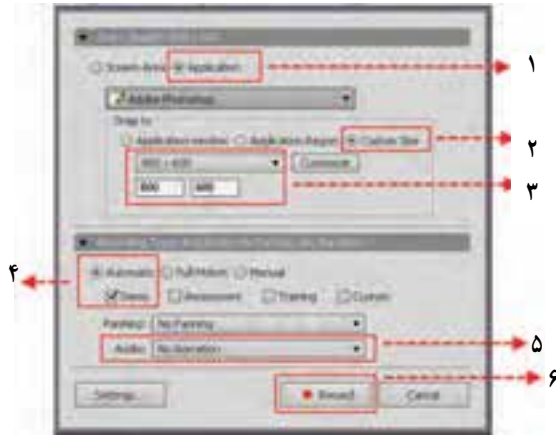 Screen Area Application
۱
Adobe Photoshop
Snap to
Application window Application Region Custom Size
۲
800 x 600
800 600
۳
Automatic Full Motion Manual
۴
Demo Assessment Training Custom
Panning: No Panning
Audio: No Narration
۵
۶
Settings... Record Cancel